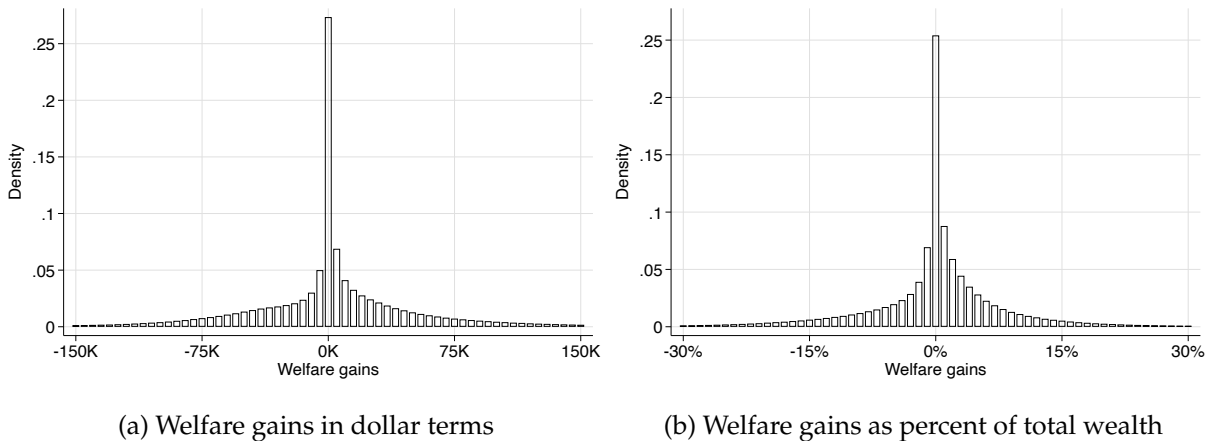 Density
.25
.2
.15
.1
.05
0
-150K -75K 0K 75K 150K
Welfare gains
(a) Welfare gains in dollar terms
Density
.25
.2
.15
.1
.05
0
-30% -15% 0% 15% 30%
Welfare gains
(b) Welfare gains as percent of total wealth